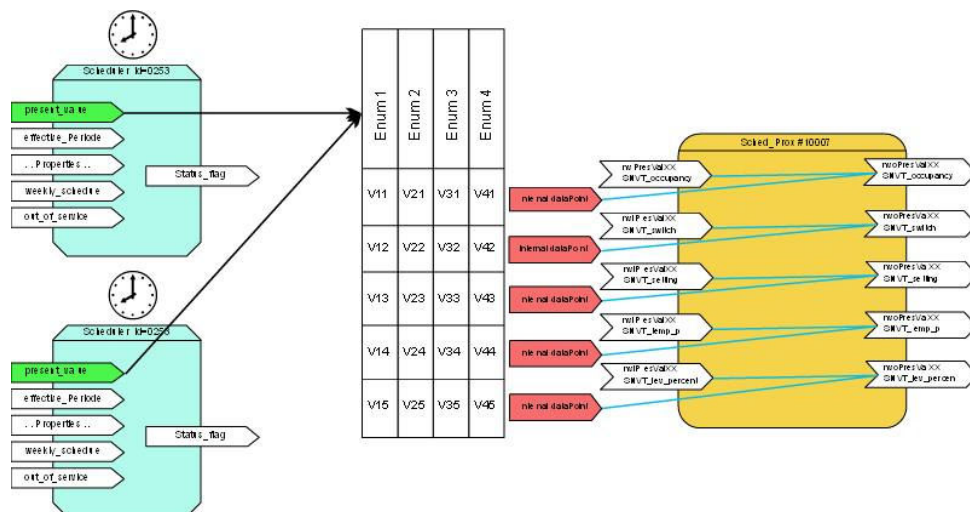 Scheduler Id=0253
present_value
effective_Periode
...Properties...
weekly_schedule
out_of_service
Status_flag
Scheduler Id=0253
present_value
effective_Periode
...Properties...
weekly_schedule
out_of_service
Status_flag
Enum 1
Enum 2
Enum 3
Enum 4
V11 V21 V31 V41
V12 V22 V32 V42
V13 V23 V33 V43
V14 V24 V34 V44
V15 V25 V35 V45
Internal dataPoint
Internal dataPoint
Internal dataPoint
Internal dataPoint
Internal dataPoint
Sched_Prox #10007
nviPresValXX
SNVT_occupancy
nviPresValXX
SNVT_switch
nviPresValXX
SNVT_setting
nviPresValXX
SNVT_temp_p
nviPresValXX
SNVT_lev_percent
nvoPresValXX
SNVT_occupancy
nvoPresValXX
SNVT_switch
nvoPresValXX
SNVT_setting
nvoPresValXX
SNVT_temp_p
nvoPresValXX
SNVT_lev_percen